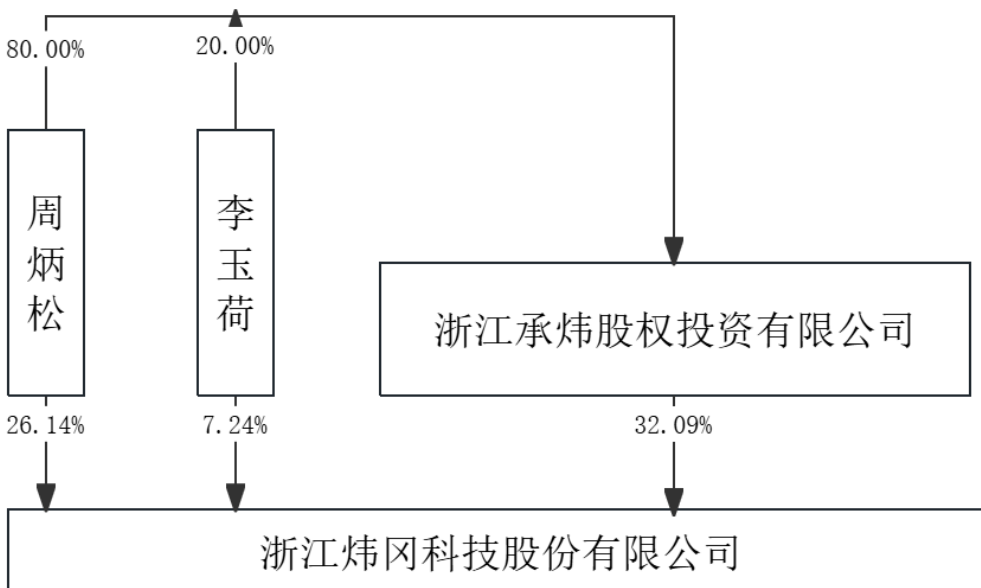 80.00%
20.00%
周炳松
李玉荷
浙江承炜股权投资有限公司
26.14%
7.24%
32.09%
浙江炜冈科技股份有限公司